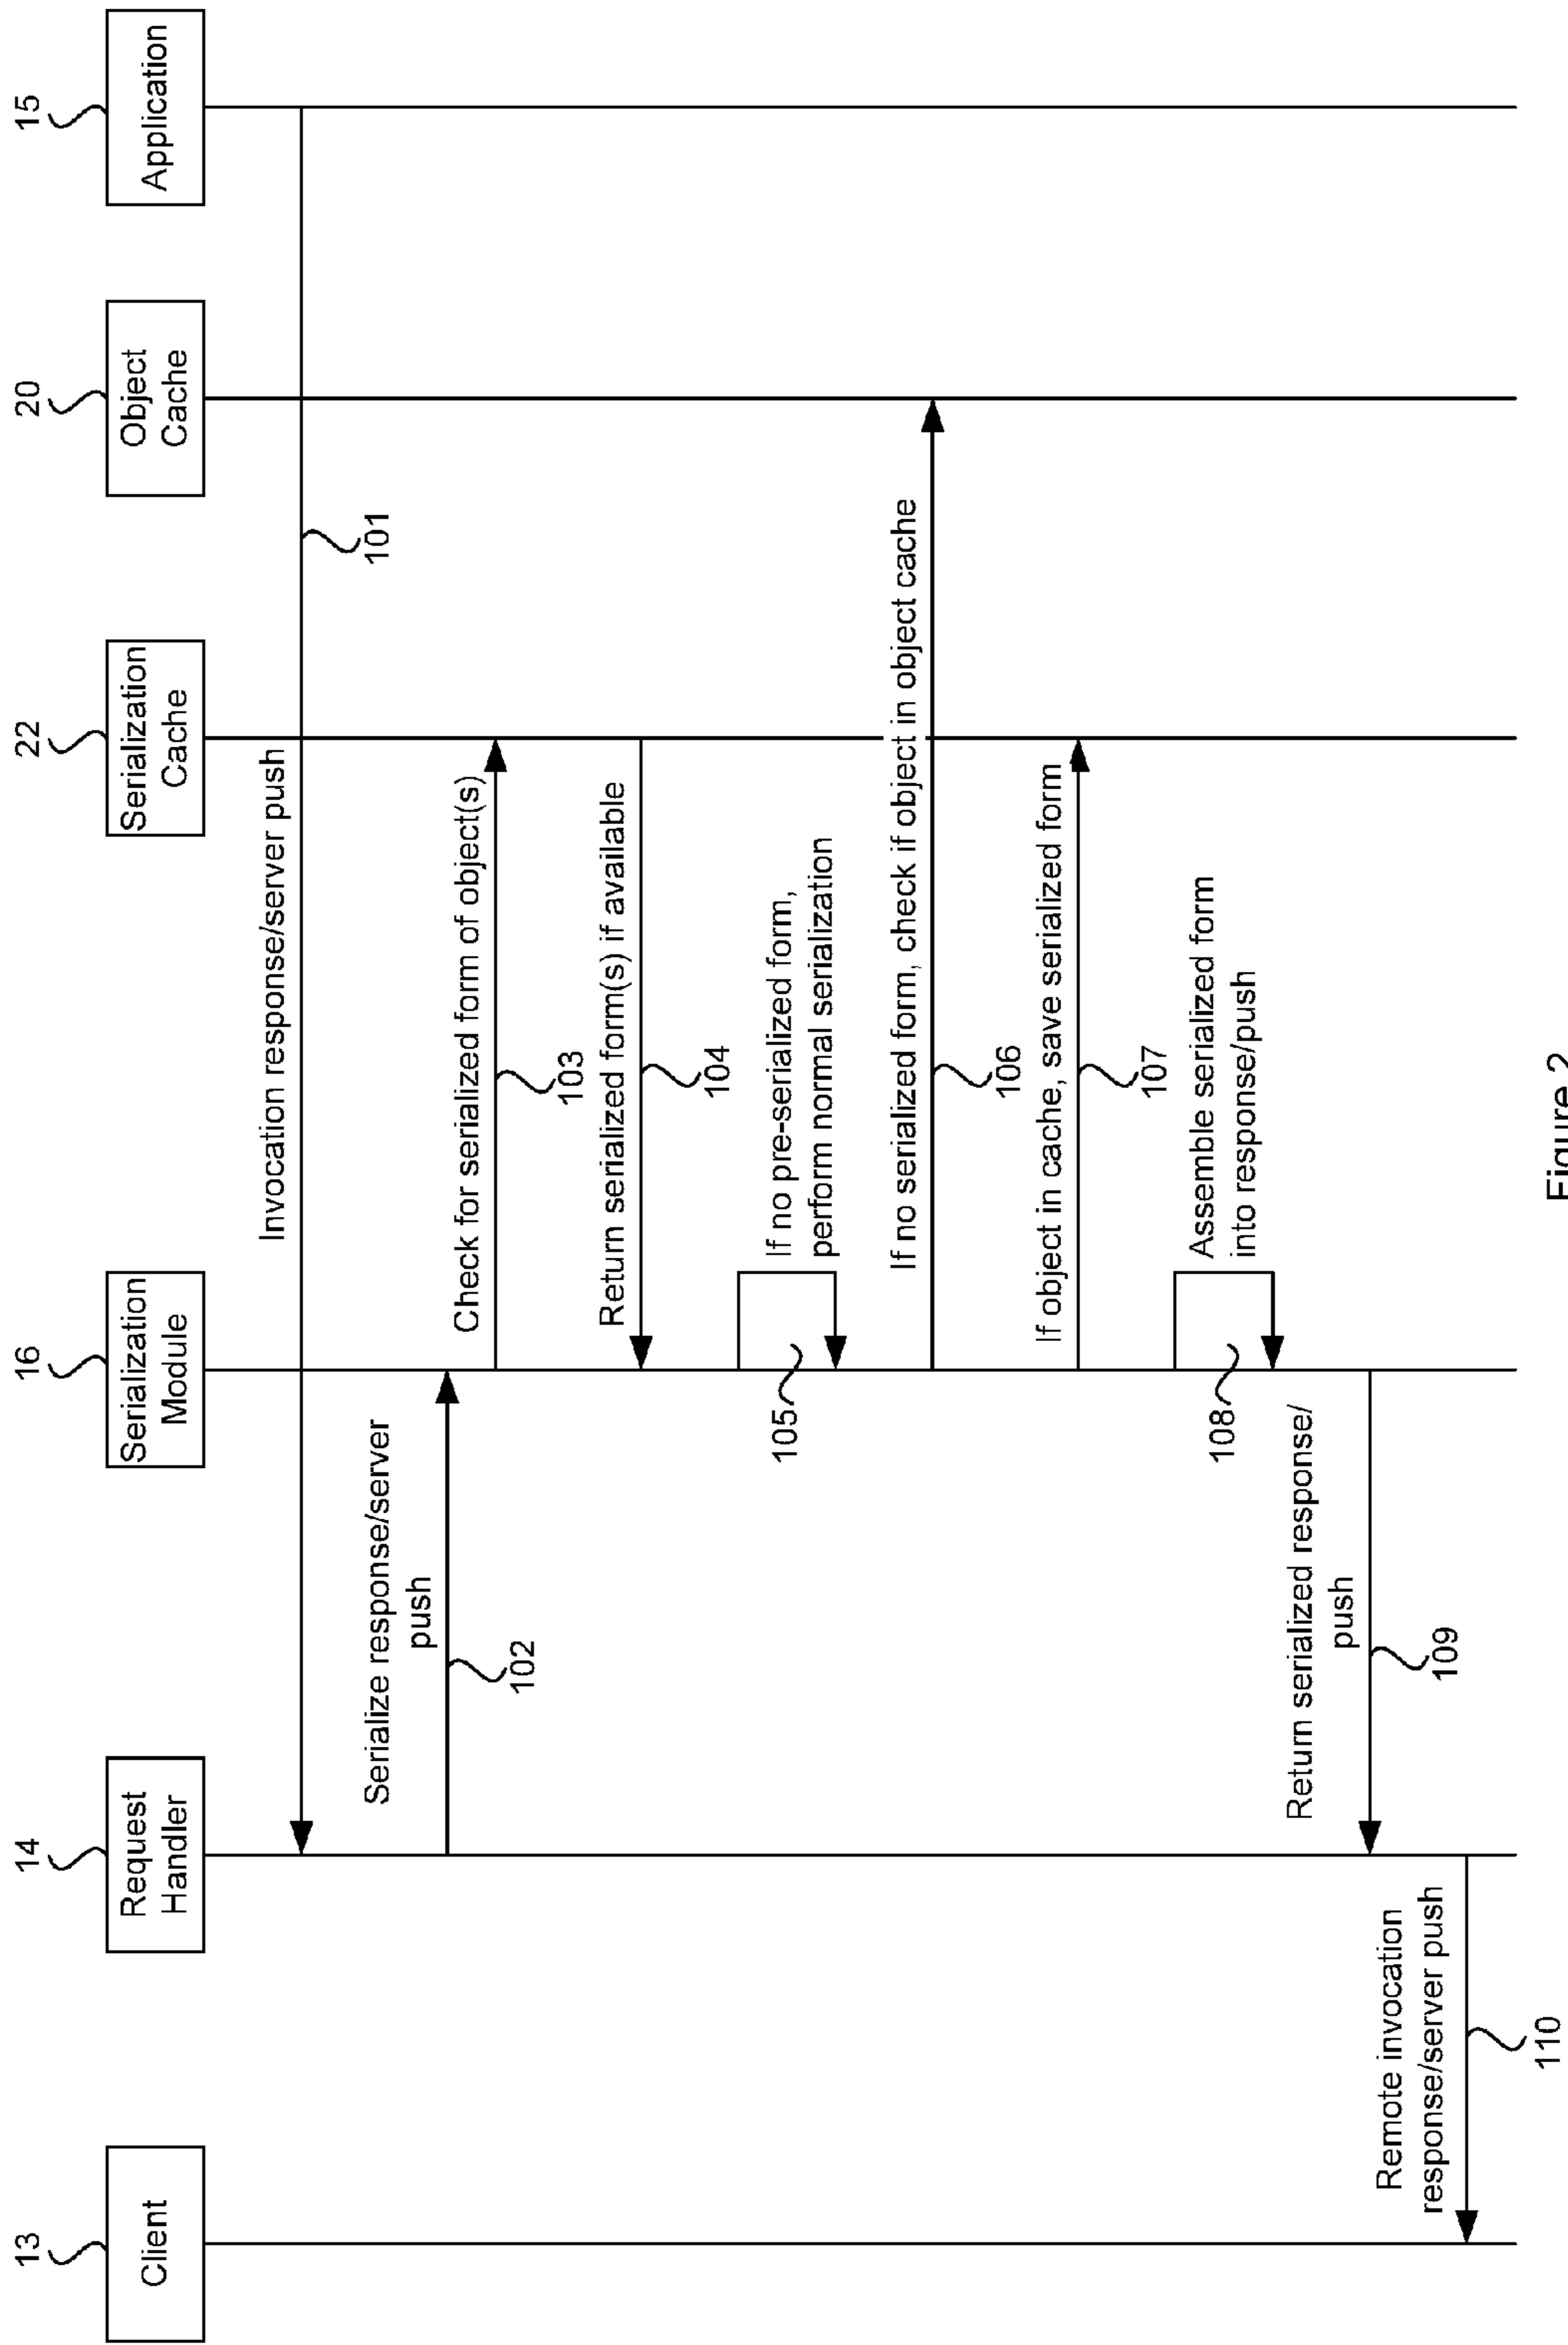 13
14
16
22
20
15
Client
Request
Handler
Serialization
Module
Serialization
Cache
Object
Cache
Application
Invocation response/server push
101
Serialize response/server
push
102
Check for serialized form of object(s)
103
Return serialized form(s) if available
104
If no pre-serialized form,
perform normal serialization
105
If no serialized form, check if object in object cache
106
If object in cache, save serialized form
107
Assemble serialized form
into response/push
108
Return serialized response/
push
109
Remote invocation
response/server push
110
Figure 2